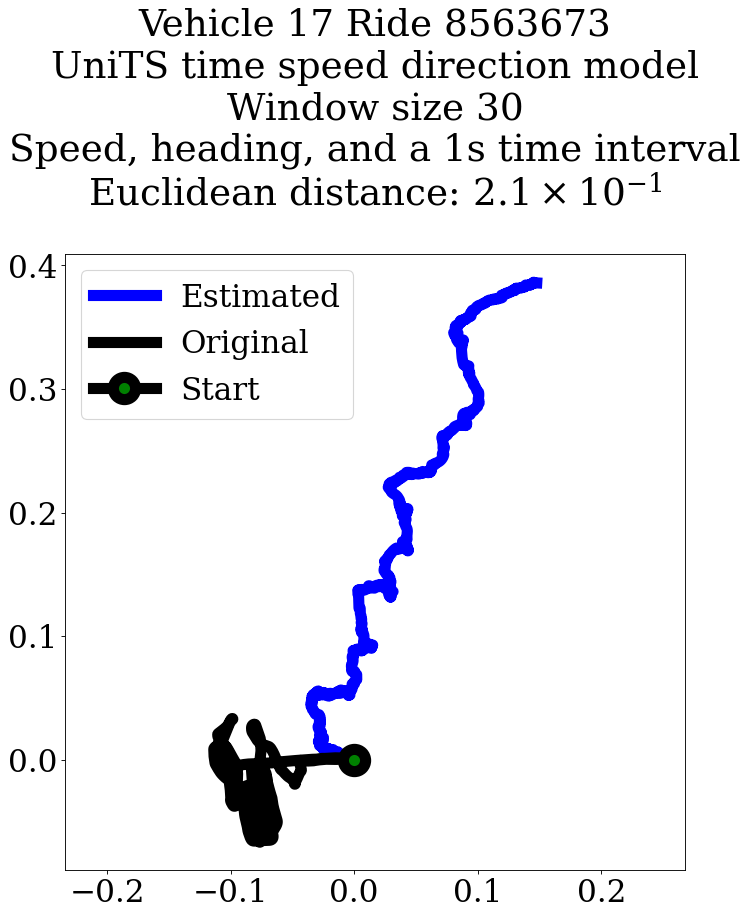 Vehicle 17 Ride 8563673
UniTS time speed direction model
Window size 30
Speed, heading, and a 1s time interval
Euclidean distance: 2.1 × 10⁻¹
0.4
Estimated
Original
Start
0.3
0.2
0.1
0.0
−0.2 −0.1 0.0 0.1 0.2